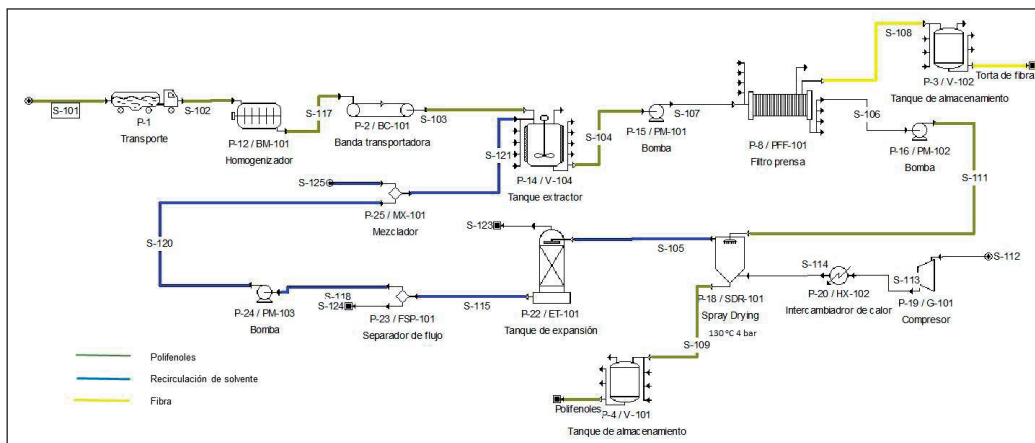 S-108
P-3 / V-102
Torta de fibra
Tanque de almacenamiento
S-101
P-1
Transporte
S-102
P-12 / BM-101
Homogenizador
S-117
P-2 / BC-101
Banda transportadora
S-103
S-121
P-14 / V-104
Tanque extractor
S-104
P-15 / PM-101
Bomba
S-107
P-8 / PFF-101
Filtro prensa
S-106
P-16 / PM-102
Bomba
S-111
S-125
P-25 / MX-101
Mezclador
S-120
S-123
S-105
S-114
S-112
S-113
P-18 / SDR-101
Spray Drying
130 °C 4 bar
P-20 / HX-102
Intercambiador de calor
P-19 / G-101
Compresor
P-24 / PM-103
Bomba
S-118
S-124
P-23 / FSP-101
Separador de flujo
S-115
P-22 / ET-101
Tanque de expansión
S-109
Polifenoles
P-4 / V-101
Tanque de almacenamiento
Polifenoles
Recirculación de solvente
Fibra